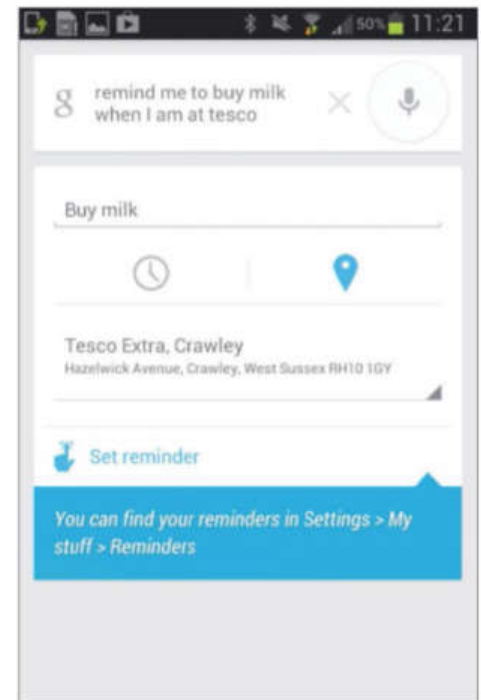 50% 11:21
g remind me to buy milk
when I am at tesco
Buy milk
Tesco Extra, Crawley
Hazelwick Avenue, Crawley, West Sussex RH10 1GY
Set reminder
You can find your reminders in Settings > My
stuff > Reminders